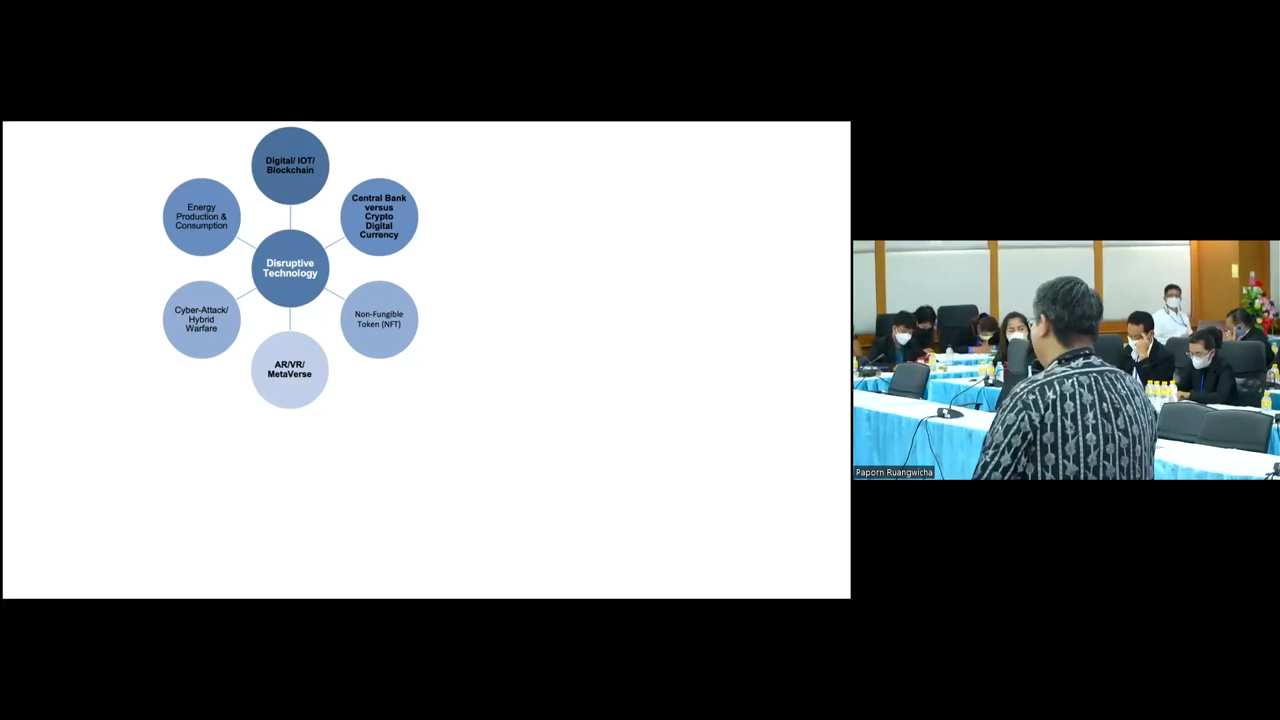 Digital/ IOT/
Blockchain
Energy
Production &
Consumption
Central Bank
versus
Crypto
Digital
Currency
Disruptive
Technology
Cyber-Attack/
Hybrid
Warfare
Non-Fungible
Token (NFT)
AR/VR/
MetaVerse
Paporn Ruangwicha